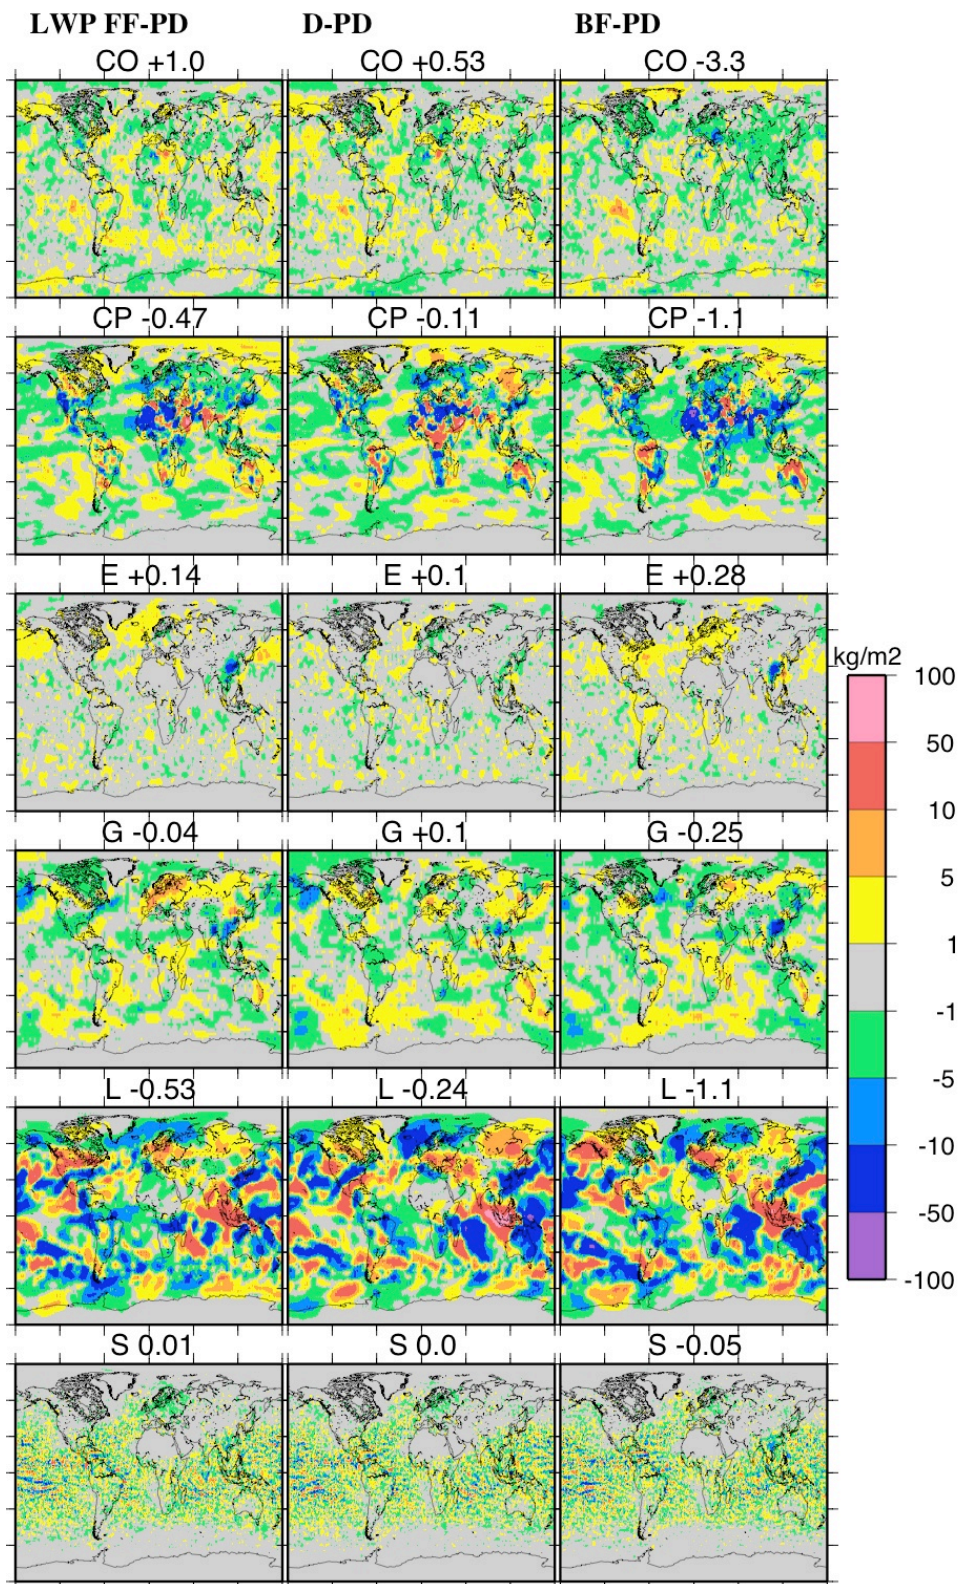 LWP FF-PD D-PD BF-PD
CO +1.0 CO +0.53 CO -3.3
CP -0.47 CP -0.11 CP -1.1
E +0.14 E +0.1 E +0.28
kg/m2
100
50
10
5
1
-1
-5
-10
-50
-100
G -0.04 G +0.1 G -0.25
L -0.53 L -0.24 L -1.1
S 0.01 S 0.0 S -0.05